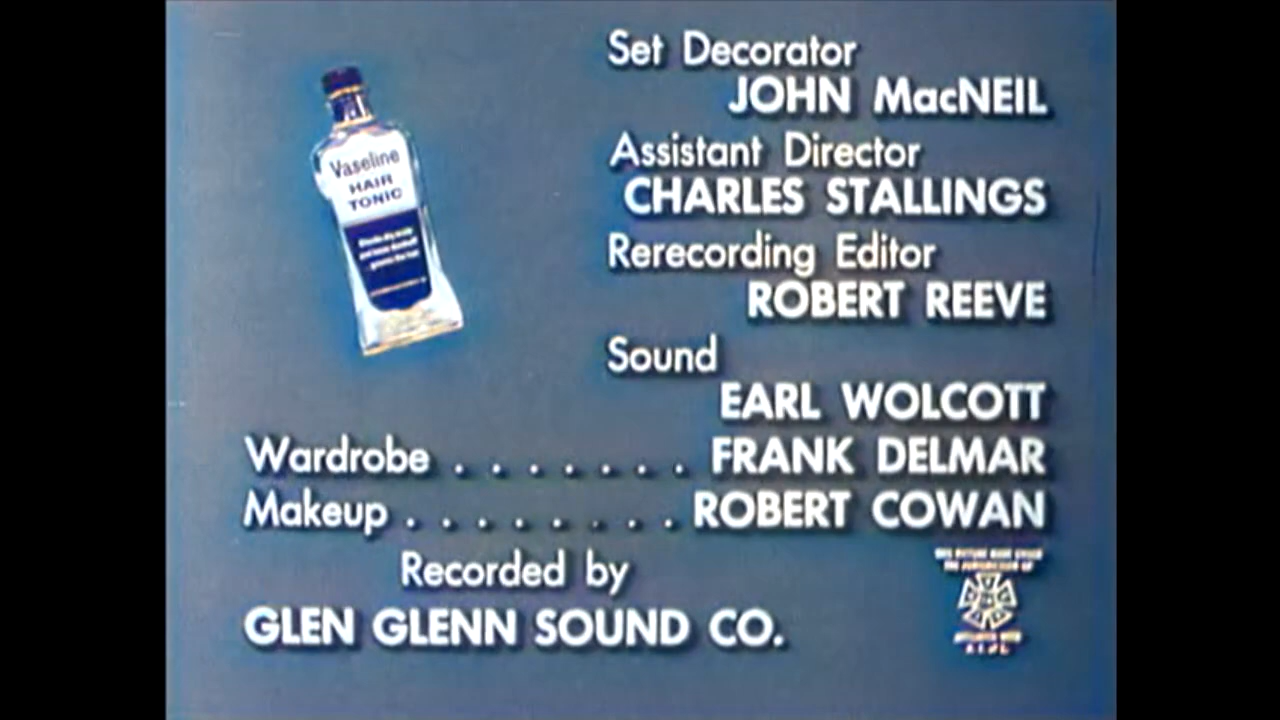 Set Decorator
JOHN MacNEIL
Assistant Director
CHARLES STALLINGS
Rerecording Editor
ROBERT REEVE
Sound
EARL WOLCOTT
Wardrobe . . . . . . . FRANK DELMAR
Makeup . . . . . . . . ROBERT COWAN
Recorded by
GLEN GLENN SOUND CO.
Vaseline
HAIR
TONIC